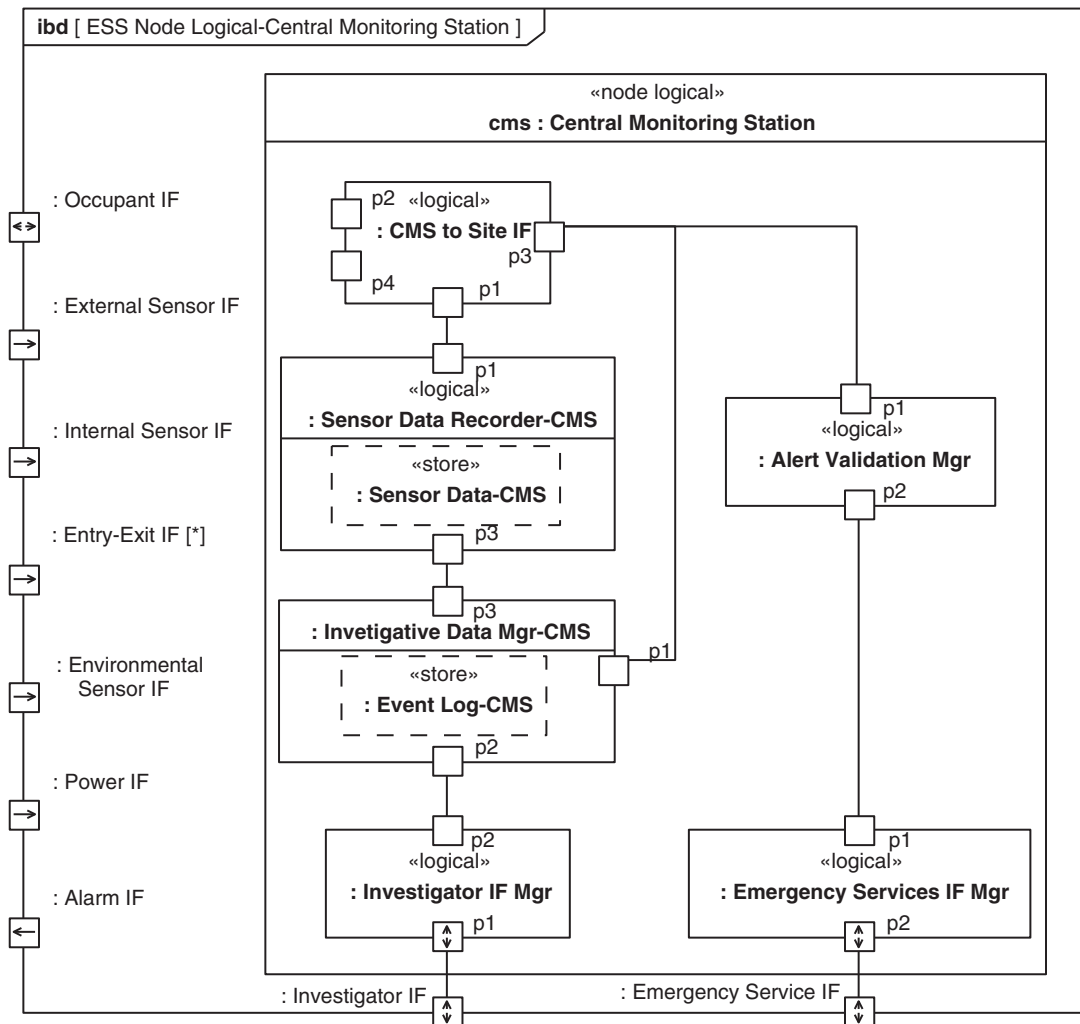 ibd [ ESS Node Logical-Central Monitoring Station ]
«node logical»
cms : Central Monitoring Station
: Occupant IF
: External Sensor IF
: Internal Sensor IF
: Entry-Exit IF [*]
: Environmental
Sensor IF
: Power IF
: Alarm IF
p2 «logical»
: CMS to Site IF
p3
p4
p1
p1
«logical»
: Sensor Data Recorder-CMS
«store»
: Sensor Data-CMS
p3
p3
: Invetigative Data Mgr-CMS
p1
«store»
: Event Log-CMS
p2
p2
«logical»
: Investigator IF Mgr
p1
p1
«logical»
: Alert Validation Mgr
p2
p1
«logical»
: Emergency Services IF Mgr
p2
: Investigator IF
: Emergency Service IF